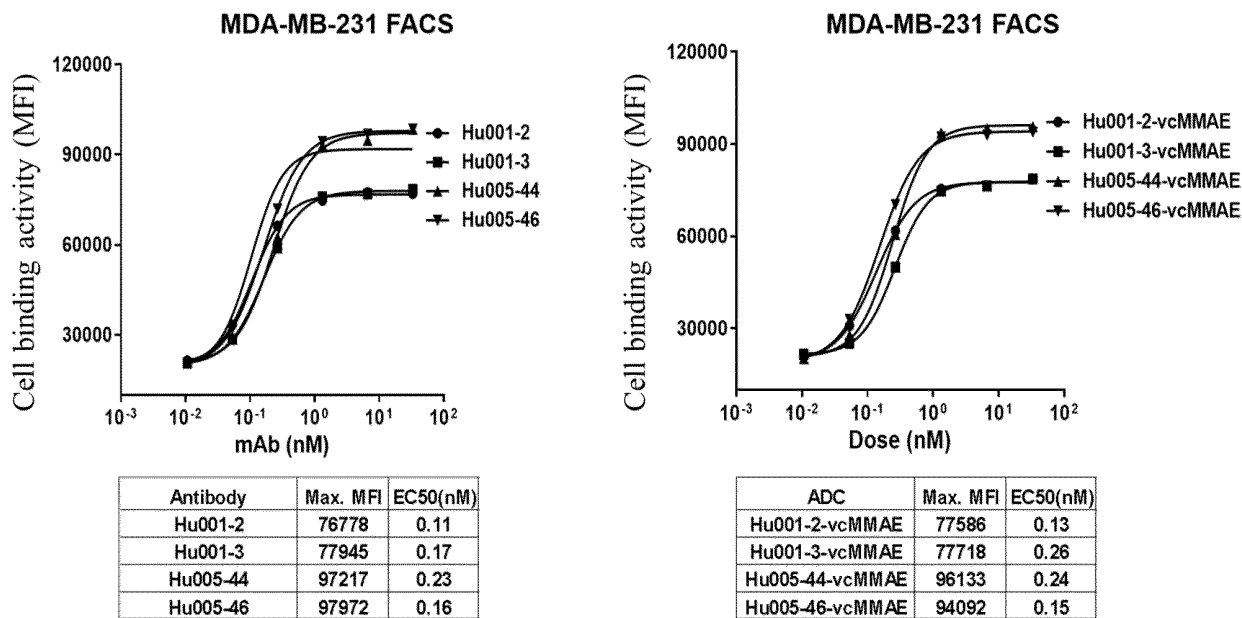 MDA-MB-231 FACS
Cell binding activity (MFI)
120000
90000
60000
30000
10-3 10-2 10-1 100 101 102
mAb (nM)
Hu001-2
Hu001-3
Hu005-44
Hu005-46
Antibody Max. MFI EC50(nM)
Hu001-2 76778 0.11
Hu001-3 77945 0.17
Hu005-44 97217 0.23
Hu005-46 97972 0.16
MDA-MB-231 FACS
Cell binding activity (MFI)
120000
90000
60000
30000
10-3 10-2 10-1 100 101 102
Dose (nM)
Hu001-2-vcMMAE
Hu001-3-vcMMAE
Hu005-44-vcMMAE
Hu005-46-vcMMAE
ADC Max. MFI EC50(nM)
Hu001-2-vcMMAE 77586 0.13
Hu001-3-vcMMAE 77718 0.26
Hu005-44-vcMMAE 96133 0.24
Hu005-46-vcMMAE 94092 0.15